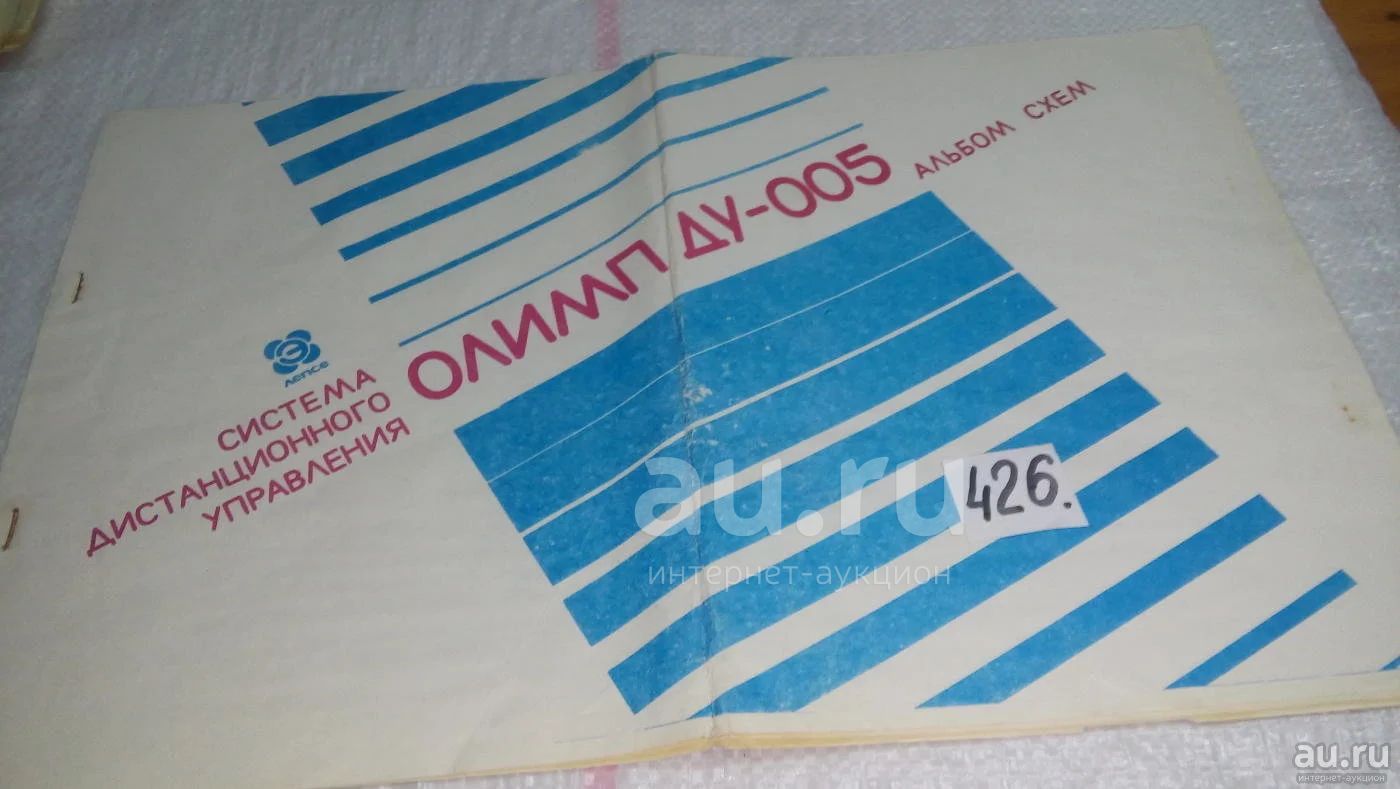 ЛЕПСЕ
СИСТЕМА
ДИСТАНЦИОННОГО
УПРАВЛЕНИЯ
ОЛИМП ДУ-005
АЛЬБОМ СХЕМ
426.
au.ru
интернет-аукцион
au.ru
интернет-аукцион